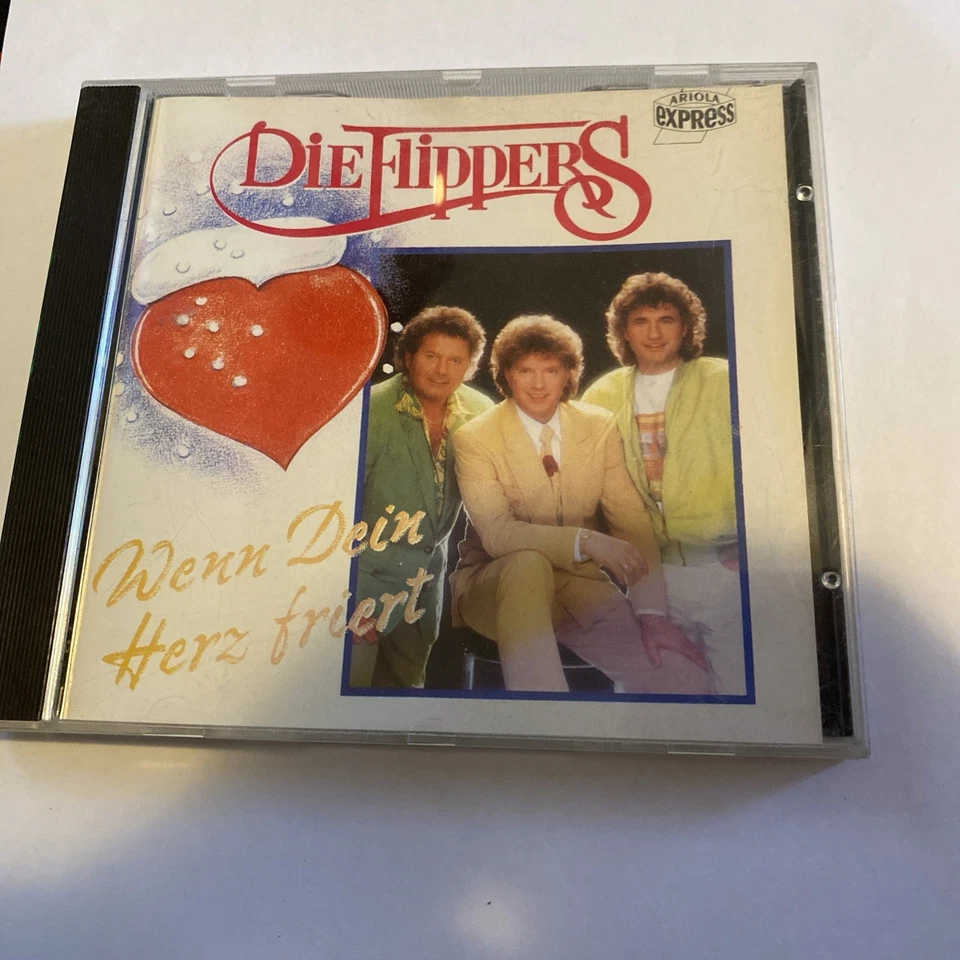 ARIOLA
EXPRESS
Die Flippers
Wenn Dein
Herz friert